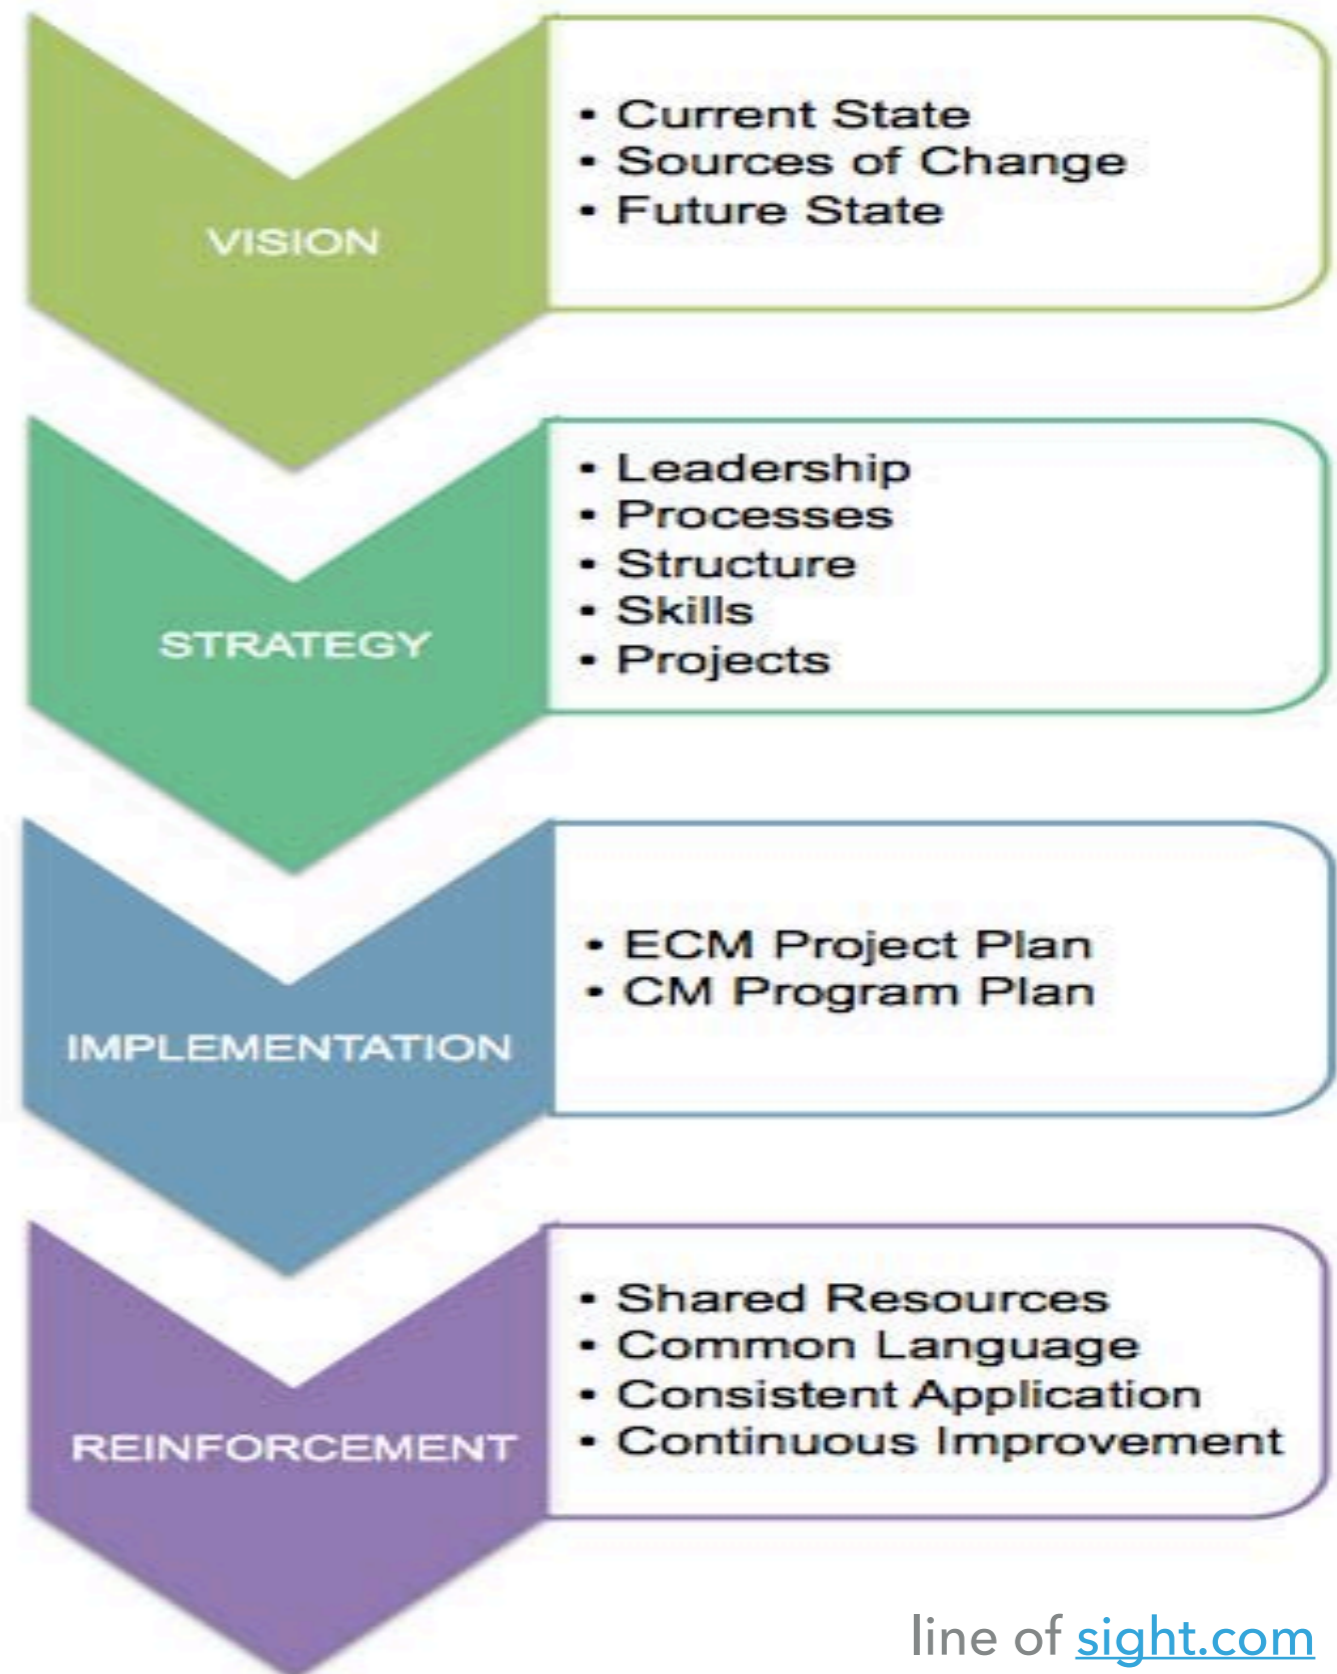 VISION
• Current State
• Sources of Change
• Future State
STRATEGY
• Leadership
• Processes
• Structure
• Skills
• Projects
IMPLEMENTATION
• ECM Project Plan
• CM Program Plan
REINFORCEMENT
• Shared Resources
• Common Language
• Consistent Application
• Continuous Improvement
line of sight.com